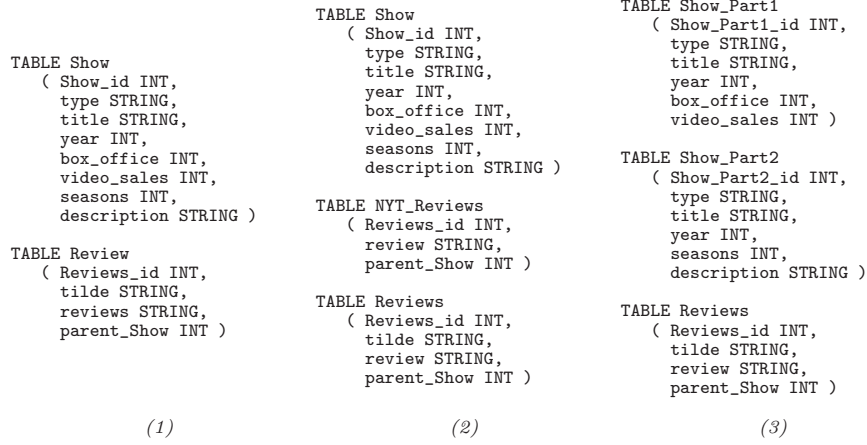 TABLE Show
( Show_id INT,
type STRING,
title STRING,
year INT,
box_office INT,
video_sales INT,
seasons INT,
description STRING )
TABLE Review
( Reviews_id INT,
tilde STRING,
reviews STRING,
parent_Show INT )
(1)
TABLE Show
( Show_id INT,
type STRING,
title STRING,
year INT,
box_office INT,
video_sales INT,
seasons INT,
description STRING )
TABLE NYT_Reviews
( Reviews_id INT,
review STRING,
parent_Show INT )
TABLE Reviews
( Reviews_id INT,
tilde STRING,
review STRING,
parent_Show INT )
(2)
TABLE Show_Part1
( Show_Part1_id INT,
type STRING,
title STRING,
year INT,
box_office INT,
video_sales INT )
TABLE Show_Part2
( Show_Part2_id INT,
type STRING,
title STRING,
year INT,
seasons INT,
description STRING )
TABLE Reviews
( Reviews_id INT,
tilde STRING,
review STRING,
parent_Show INT )
(3)